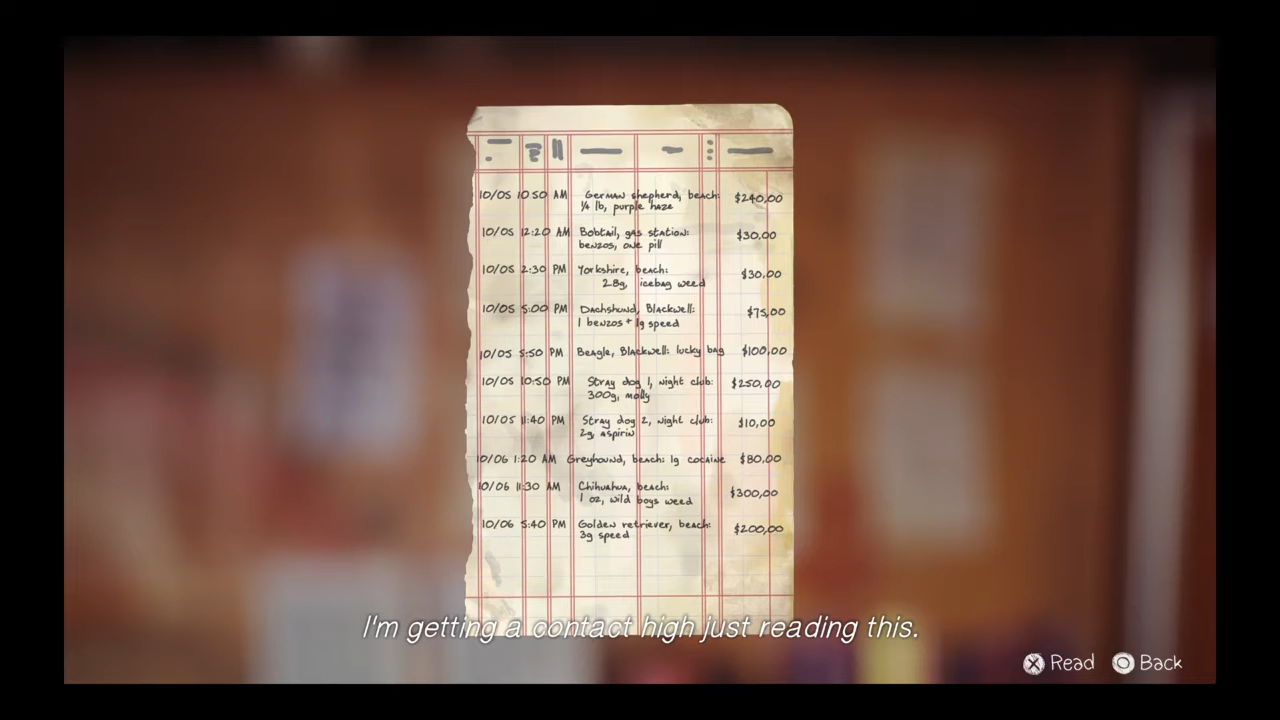 10/05 10:50 AM German shepherd, beach: $240,00
1/4 lb, purple haze
10/05 12:20 AM Bobtail, gas station: $30,00
benzos, one pill
10/05 2:30 PM Yorkshire, beach: $30,00
2.8g, icebag weed
10/05 5:00 PM Dachshund, Blackwell: $75,00
1 benzos + 1g speed
10/05 5:50 PM Beagle, Blackwell: lucky bag $100,00
10/05 10:50 PM Stray dog 1, night club: $250,00
300g, molly
10/05 11:40 PM Stray dog 2, night club: $10,00
2g, aspirin
10/06 1:20 AM Greyhound, beach: 1g cocaine $80,00
10/06 11:30 AM Chihuahua, beach: $300,00
1 oz, wild boys weed
10/06 5:40 PM Golden retriever, beach: $200,00
3g speed
I'm getting a contact high just reading this.
Read Back